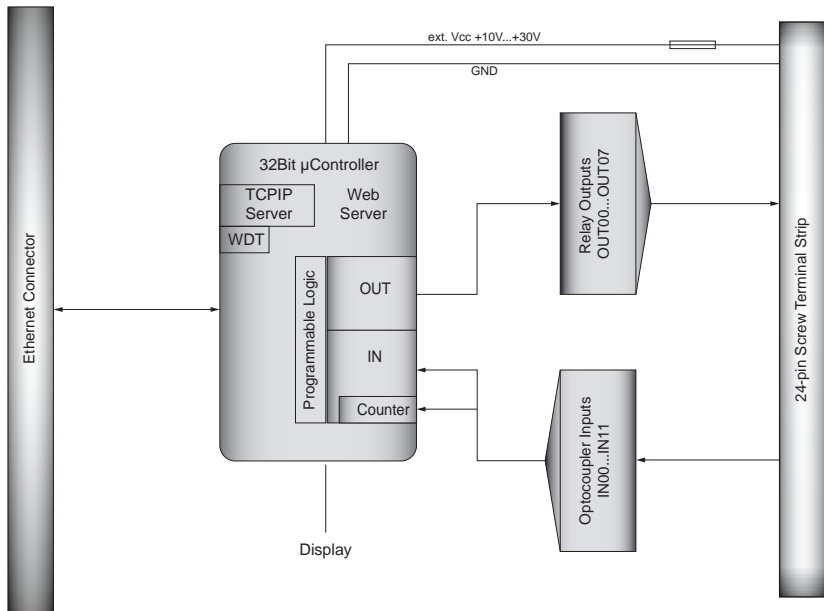 ext. Vcc +10V...+30V
GND
32Bit µController
TCPIP
Server
Web
Server
WDT
Programmable Logic
OUT
IN
Counter
Display
Ethernet Connector
Relay Outputs
OUT00...OUT07
Optocoupler Inputs
IN00...IN11
24-pin Screw Terminal Strip